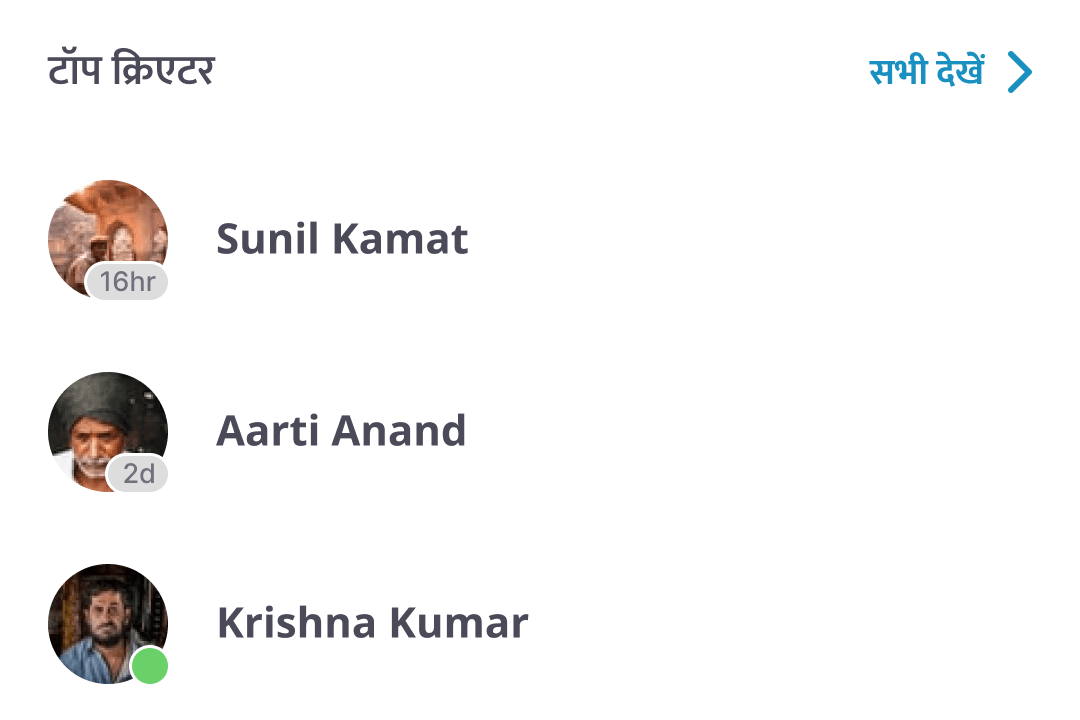 टॉप क्रिएटर
सभी देखें
Sunil Kamat
16hr
Aarti Anand
2d
Krishna Kumar